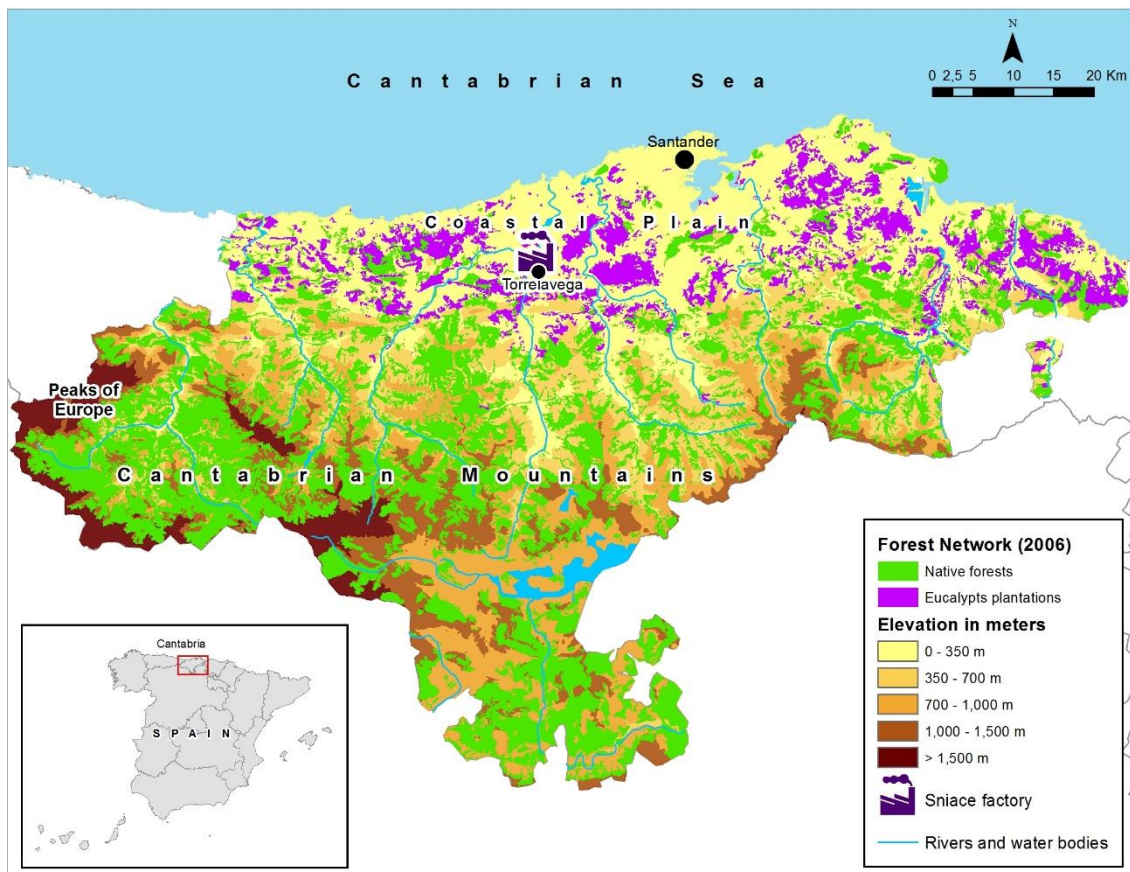 N
0 2,5 5 10 15 20 Km
Cantabrian Sea
Santander
Coastal Plain
Torrelavega
Peaks of
Europe
Cantabrian Mountains
Forest Network (2006)
Native forests
Eucalypts plantations
Elevation in meters
0 - 350 m
350 - 700 m
700 - 1,000 m
1,000 - 1,500 m
> 1,500 m
Sniace factory
Rivers and water bodies
Cantabria
SPAIN